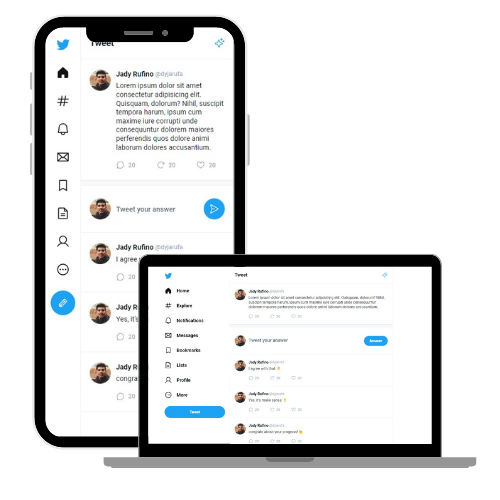 Tweet
Jady Rufino @dyjarufa
Lorem ipsum dolor sit amet
consectetur adipisicing elit.
Quisquam, dolorum? Nihil, suscipit
tempora harum, ipsum cum
maxime iure corrupti unde
consequuntur dolorem maiores
perferendis quos dolore animi
laborum dolores accusantium.
20 20 20
Tweet your answer
Jady Rufino @dyjarufa
I agree
20
Jady R
Yes, it's
20
Jady R
congra
20
Tweet
Home
Explore
Notifications
Messages
Bookmarks
Lists
Profile
More
Tweet
Jady Rufino @dyjarufa
Lorem ipsum dolor sit amet consectetur adipisicing elit. Quisquam, dolorum? Nihil,
suscipit tempora harum, ipsum cum maxime iure corrupti unde consequuntur dolorem
maiores perferendis quos dolore animi laborum dolores accusantium.
20 20 20
Tweet your answer
Answer
Jady Rufino @dyjarufa
I agree with that 👌
20 20 20
Jady Rufino @dyjarufa
Yes, it's make sense 👌
20 20 20
Jady Rufino @dyjarufa
congrats about your progress! 👏
20 20 20